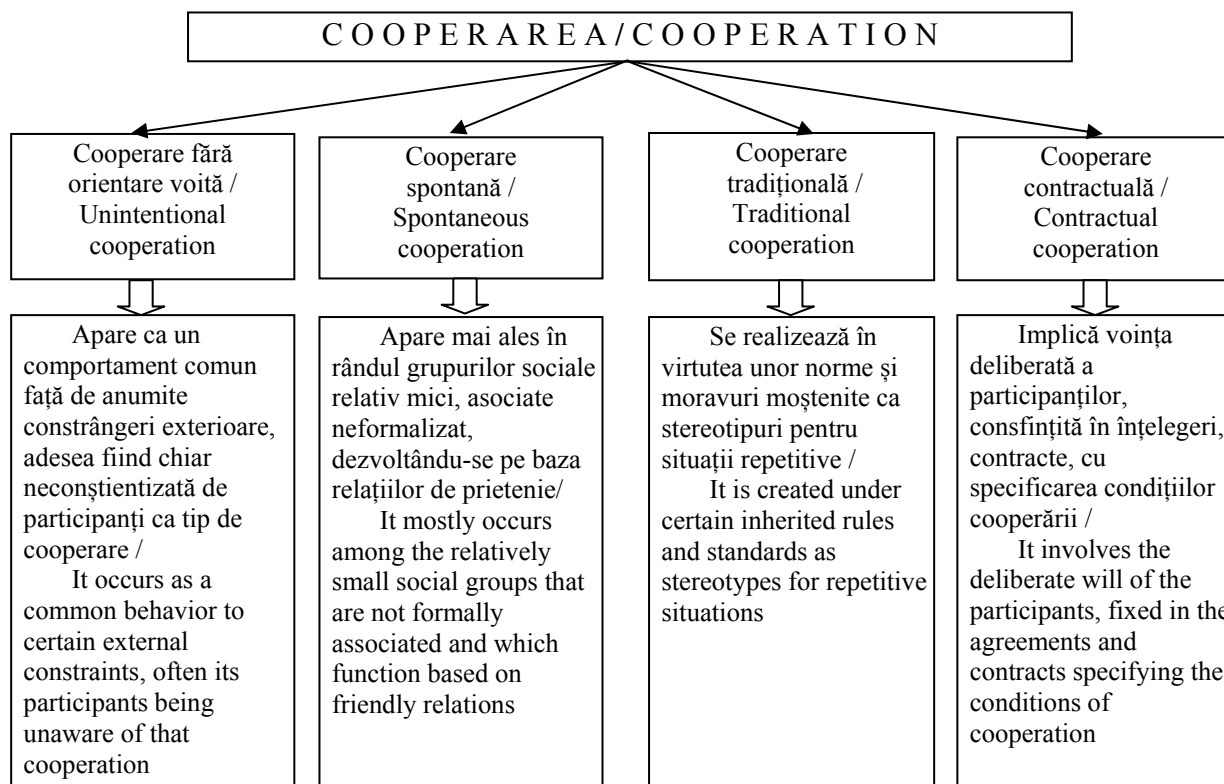 COOPERAREA/COOPERATION
Cooperare fără
orientare voită /
Unintentional
cooperation
Cooperare
spontană /
Spontaneous
cooperation
Cooperare
tradițională /
Traditional
cooperation
Cooperare
contractuală /
Contractual
cooperation
Apare ca un
comportament comun
față de anumite
constrângeri exterioare,
adesea fiind chiar
neconștientizată de
participanți ca tip de
cooperare /
It occurs as a
common behavior to
certain external
constraints, often its
participants being
unaware of that
cooperation
Apare mai ales în
rândul grupurilor sociale
relativ mici, asociate
neformalizat,
dezvoltându-se pe baza
relațiilor de prietenie/
It mostly occurs
among the relatively
small social groups that
are not formally
associated and which
function based on
friendly relations
Se realizează în
virtutea unor norme și
moravuri moștenite ca
stereotipuri pentru
situații repetitive /
It is created under
certain inherited rules
and standards as
stereotypes for repetitive
situations
Implică voința
deliberată a
participanților,
consfințită în înțelegeri,
contracte, cu
specificarea condițiilor
cooperării /
It involves the
deliberate will of the
participants, fixed in the
agreements and
contracts specifying the
conditions of
cooperation